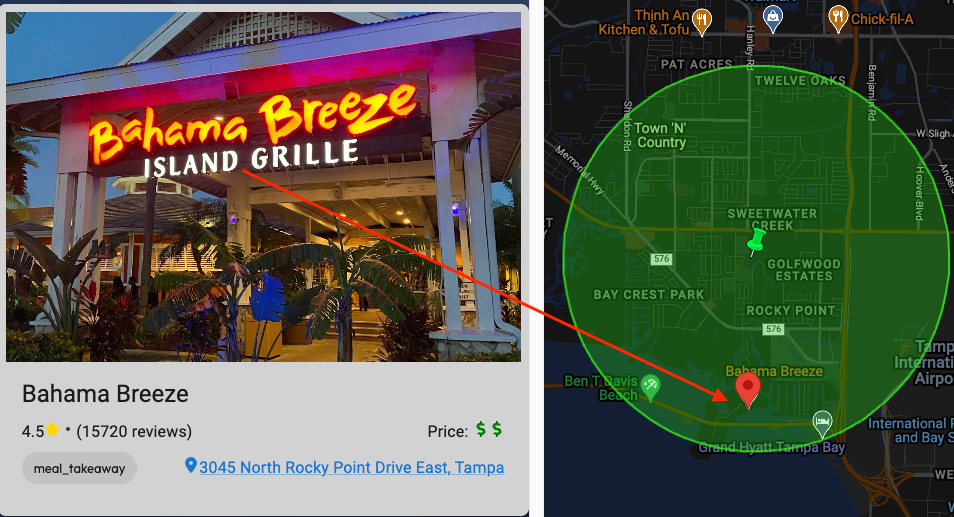 Bahama Breeze
ISLAND GRILLE
Bahama Breeze
4.5 • (15720 reviews)
Price: $ $
meal_takeaway
3045 North Rocky Point Drive East, Tampa
Thịnh An
Kitchen & Tofu
Walmart
Chick-fil-A
Hanley Rd
PAT ACRES
TWELVE OAKS
Benjamin Rd
Sheldon Rd
Town 'N'
Country
W Sligh
Memorial Hwy
Hoover Blvd
SWEETWATER
CREEK
576
GOLFWOOD
ESTATES
BAY CREST PARK
ROCKY POINT
576
Tamp
Internati
Airpo
Bahama Breeze
Ben T Davis
Beach
International P
and Bay S
Grand Hyatt Tampa Bay
WE